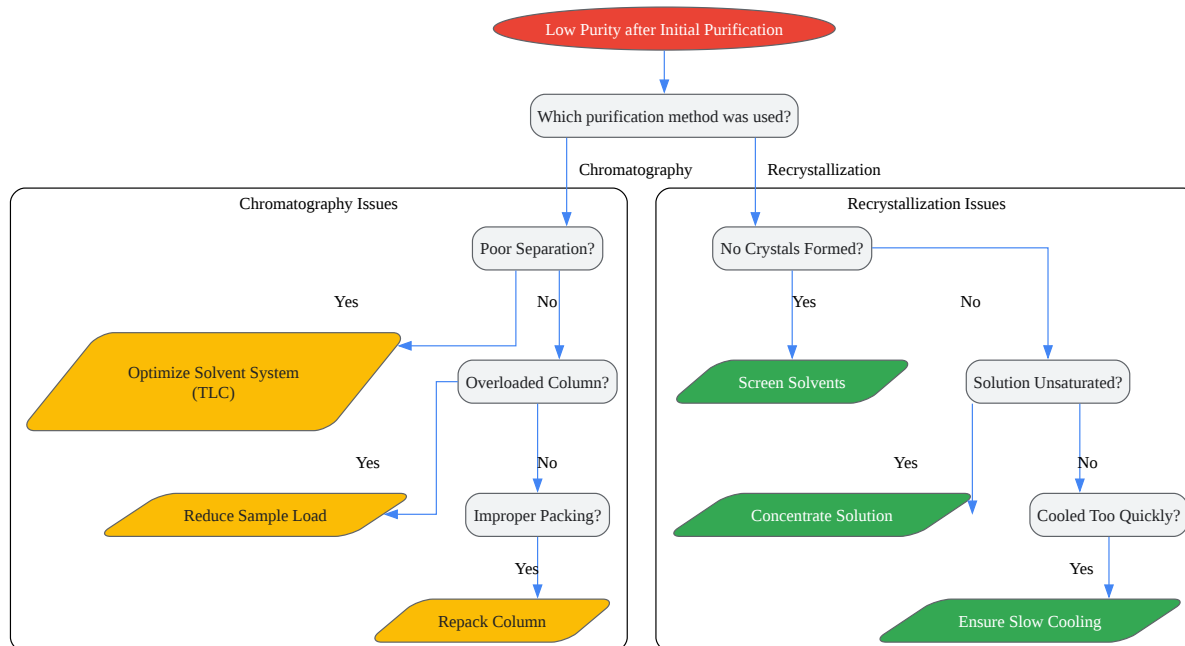 Low Purity after Initial Purification
Which purification method was used?
Chromatography
Recrystallization
Chromatography Issues
Recrystallization Issues
Poor Separation?
No Crystals Formed?
Yes
No
Yes
No
Optimize Solvent System
(TLC)
Overloaded Column?
Screen Solvents
Solution Unsaturated?
Yes
No
Yes
No
Reduce Sample Load
Improper Packing?
Concentrate Solution
Cooled Too Quickly?
Yes
Yes
Repack Column
Ensure Slow Cooling